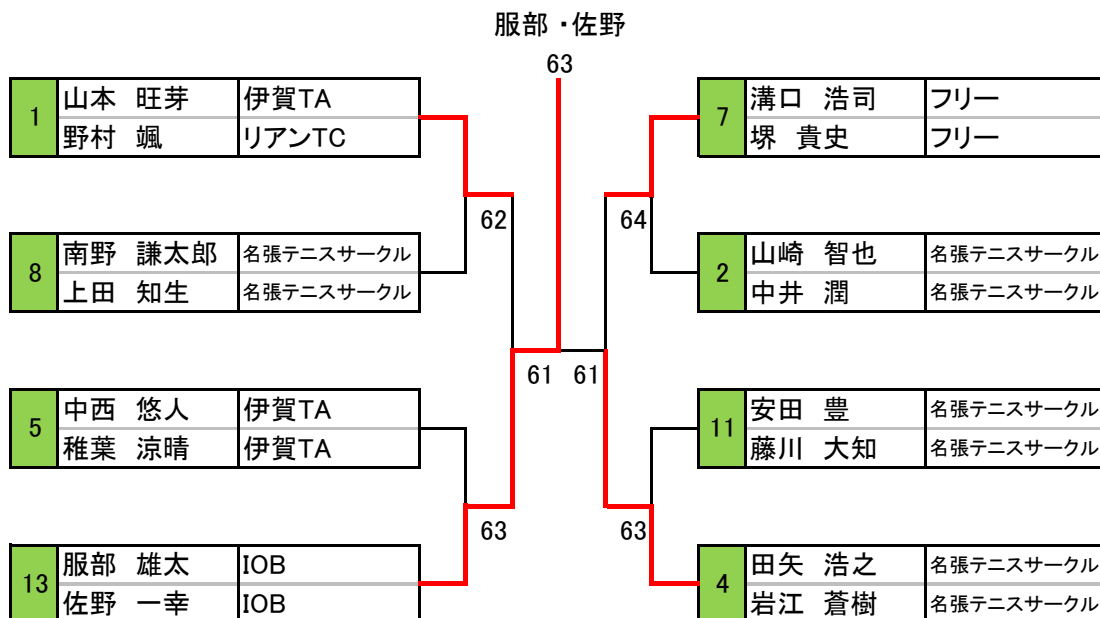 服部・佐野
63
1 山本 旺芽 伊賀TA
野村 颯 リアンTC
7 溝口 浩司 フリー
堺 貴史 フリー
62
64
8 南野 謙太郎 名張テニスサークル
上田 知生 名張テニスサークル
2 山崎 智也 名張テニスサークル
中井 潤 名張テニスサークル
61 61
5 中西 悠人 伊賀TA
稚葉 涼晴 伊賀TA
11 安田 豊 名張テニスサークル
藤川 大知 名張テニスサークル
63
63
13 服部 雄太 IOB
佐野 一幸 IOB
4 田矢 浩之 名張テニスサークル
岩江 蒼樹 名張テニスサークル